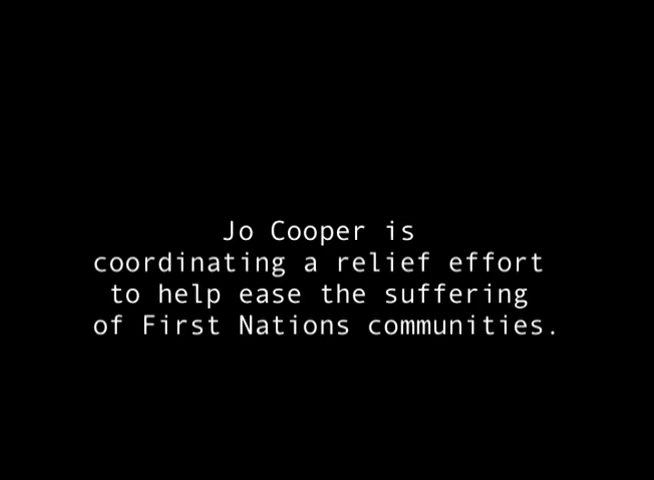 Jo Cooper is
coordinating a relief effort
to help ease the suffering
of First Nations communities.